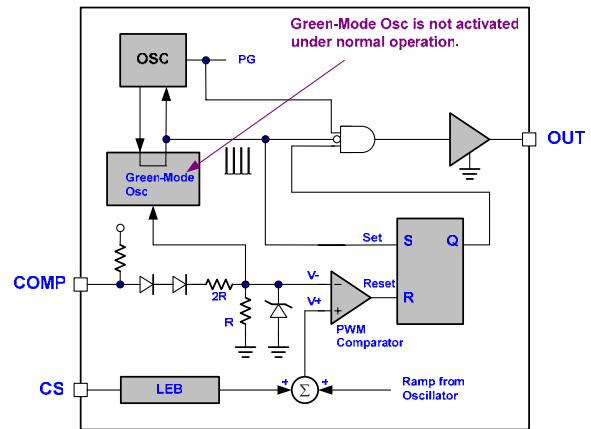 Green-Mode Osc is not activated
under normal operation.
OSC
PG
OUT
Green-Mode
Osc
Set
S
Q
COMP
V-
Reset
2R
R
V+
R
PWM
Comparator
CS
LEB
+
Σ
+
Ramp from
Oscillator